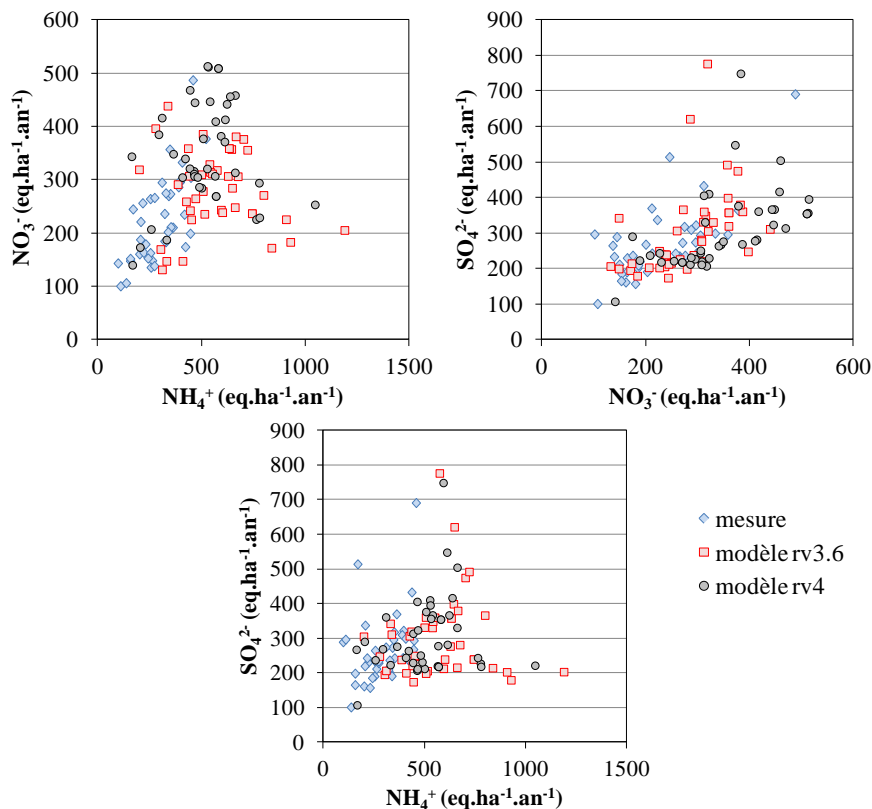 600
500
400
300
200
100
0
NO₃⁻ (eq.ha⁻¹.an⁻¹)
0 500 1000 1500
NH₄⁺ (eq.ha⁻¹.an⁻¹)
900
800
700
600
500
400
300
200
100
0
SO₄²⁻ (eq.ha⁻¹.an⁻¹)
0 200 400 600
NO₃⁻ (eq.ha⁻¹.an⁻¹)
900
800
700
600
500
400
300
200
100
0
SO₄²⁻ (eq.ha⁻¹.an⁻¹)
0 500 1000 1500
NH₄⁺ (eq.ha⁻¹.an⁻¹)
mesure
modèle rv3.6
modèle rv4